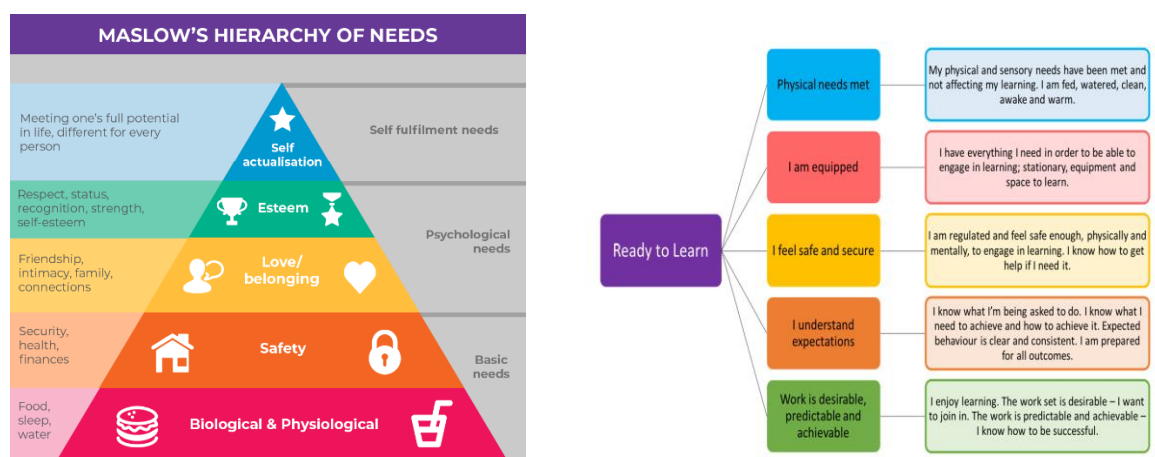 MASLOW'S HIERARCHY OF NEEDS
Meeting one's full potential
in life, different for every
person
Self
actualisation
Self fulfilment needs
Respect, status,
recognition, strength,
self-esteem
Esteem
Psychological
needs
Friendship,
intimacy, family,
connections
Love/
belonging
Security,
health,
finances
Safety
Basic
needs
Food,
sleep,
water
Biological & Physiological
Ready to Learn
Physical needs met
My physical and sensory needs have been met and
not affecting my learning. I am fed, watered, clean,
awake and warm.
I am equipped
I have everything I need in order to be able to
engage in learning; stationary, equipment and
space to learn.
I feel safe and secure
I am regulated and feel safe enough, physically and
mentally, to engage in learning. I know how to get
help if I need it.
I understand
expectations
I know what I'm being asked to do. I know what I
need to achieve and how to achieve it. Expected
behaviour is clear and consistent. I am prepared
for all outcomes.
Work is desirable,
predictable and
achievable
I enjoy learning. The work set is desirable – I want
to join in. The work is predictable and achievable –
I know how to be successful.